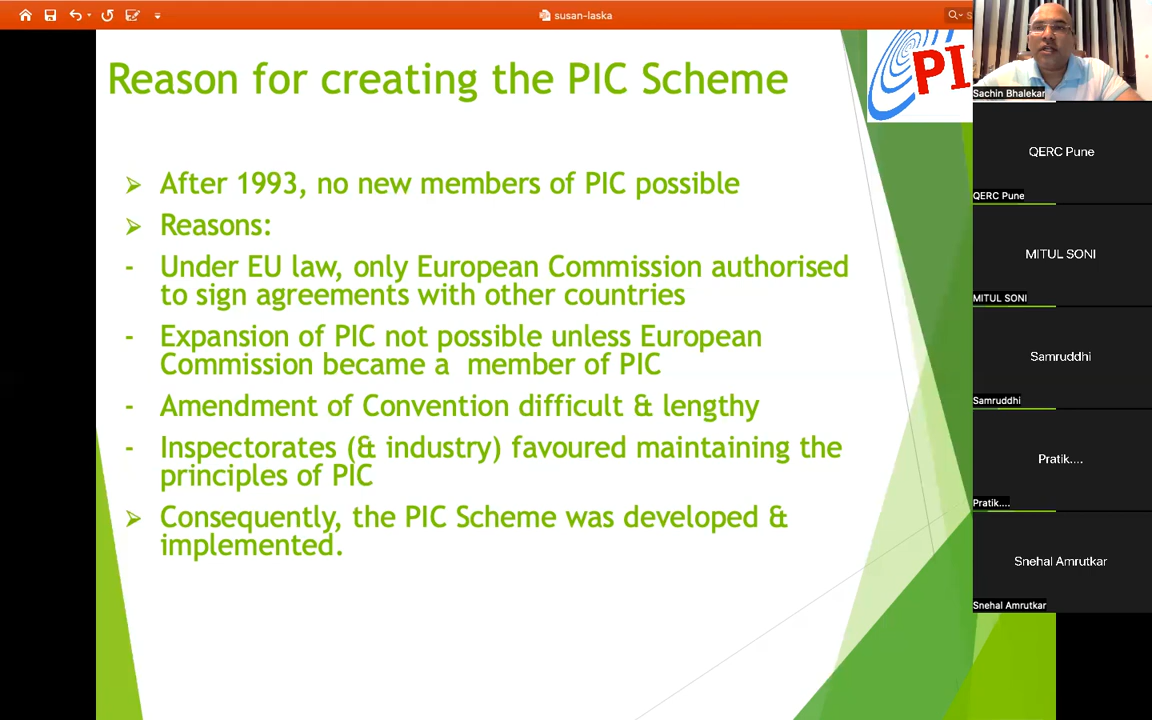 susan-laska
S
Reason for creating the PIC Scheme
PI
➢ After 1993, no new members of PIC possible
➢ Reasons:
- Under EU law, only European Commission authorised
to sign agreements with other countries
- Expansion of PIC not possible unless European
Commission became a  member of PIC
- Amendment of Convention difficult & lengthy
- Inspectorates (& industry) favoured maintaining the
principles of PIC
➢ Consequently, the PIC Scheme was developed &
implemented.
Sachin Bhalekar
QERC Pune
QERC Pune
MITUL SONI
MITUL SONI
Samruddhi
Samruddhi
Pratik....
Pratik....
Snehal Amrutkar
Snehal Amrutkar